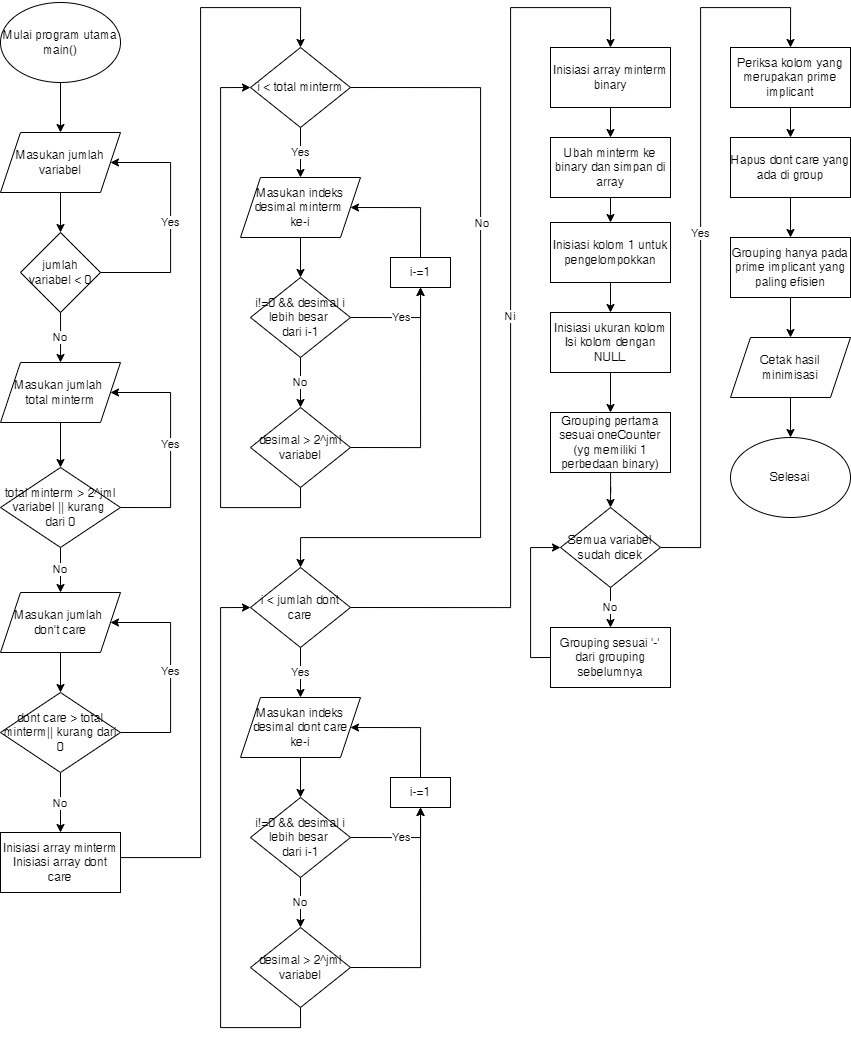 Mulai program utama
main()
Masukan jumlah
variabel
Yes
jumlah
variabel < 0
No
Masukan jumlah
total minterm
Yes
total minterm > 2^jml
variabel || kurang
dari 0
No
Masukan jumlah
don't care
Yes
dont care > total
minterm|| kurang dari
0
No
Inisiasi array minterm
Inisiasi array dont
care
i < total minterm
Yes
No
Masukan indeks
desimal minterm
ke-i
i-=1
i!=0 && desimal i
lebih besar
dari i-1
Yes
No
desimal > 2^jml
variabel
i < jumlah dont
care
Yes
Ni
Masukan indeks
desimal dont care
ke-i
i-=1
i!=0 && desimal i
lebih besar
dari i-1
Yes
No
desimal > 2^jml
variabel
Inisiasi array minterm
binary
Ubah minterm ke
binary dan simpan di
array
Inisiasi kolom 1 untuk
pengelompokkan
Inisiasi ukuran kolom
Isi kolom dengan
NULL
Grouping pertama
sesuai oneCounter
(yg memiliki 1
perbedaan binary)
Semua variabel
sudah dicek
Yes
No
Grouping sesuai '-'
dari grouping
sebelumnya
Periksa kolom yang
merupakan prime
implicant
Hapus dont care yang
ada di group
Grouping hanya pada
prime implicant yang
paling efisien
Cetak hasil
minimisasi
Selesai